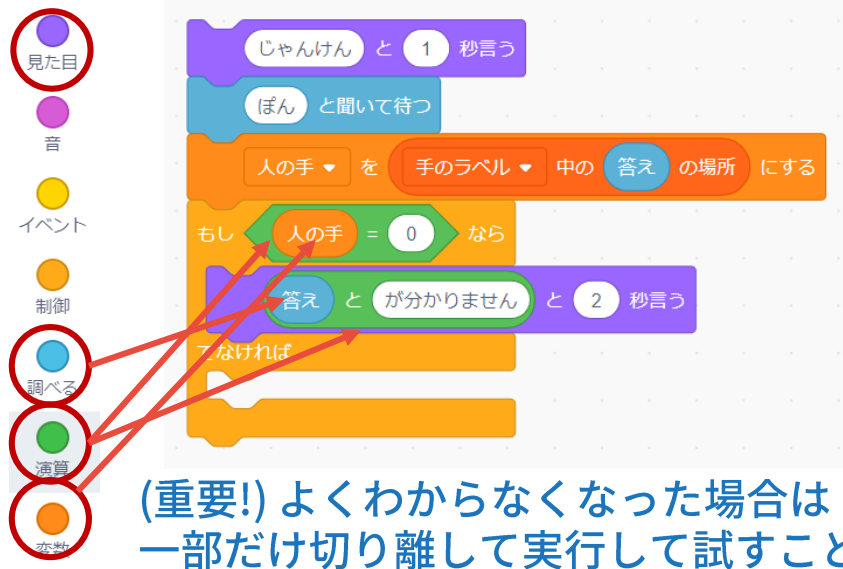 見た目
音
イベント
制御
調べる
演算
変数
じゃんけん と 1 秒言う
ぽん と聞いて待つ
人の手 を 手のラベル 中の 答え の場所 にする
もし 人の手 = 0 なら
答え と が分かりません と 2 秒言う
でなければ
(重要!) よくわからなくなった場合は
一部だけ切り離して実行して試すこと